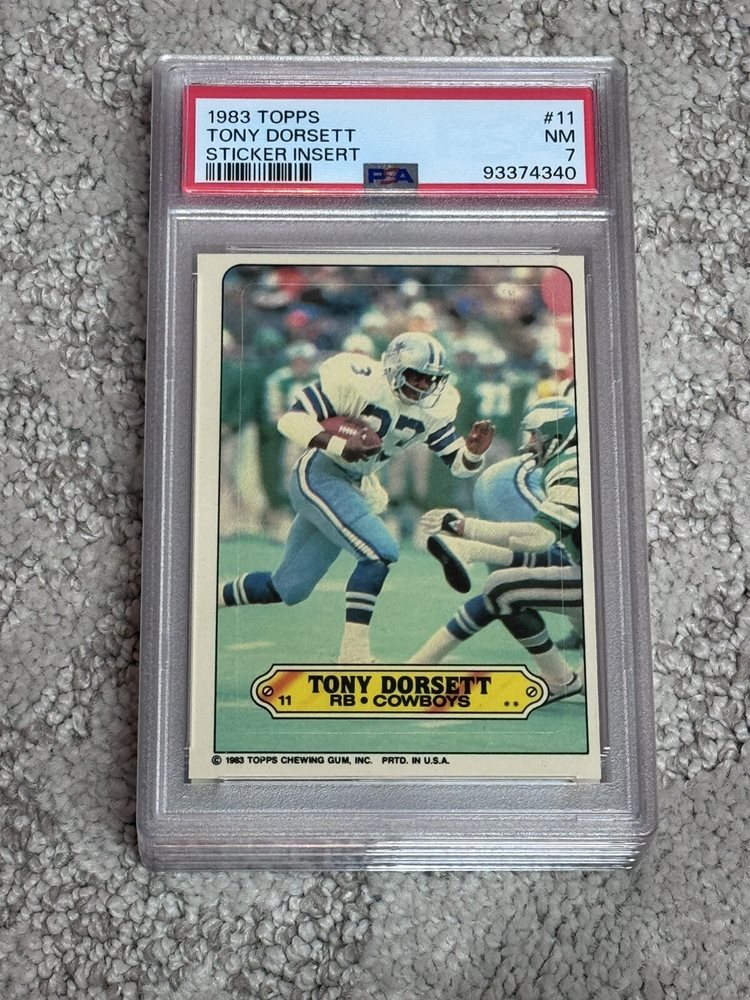 1983 TOPPS #11
TONY DORSETT NM
STICKER INSERT 7
PSA 93374340
33
TONY DORSETT
11 RB • COWBOYS **
© 1983 TOPPS CHEWING GUM, INC. PRTD. IN U.S.A.